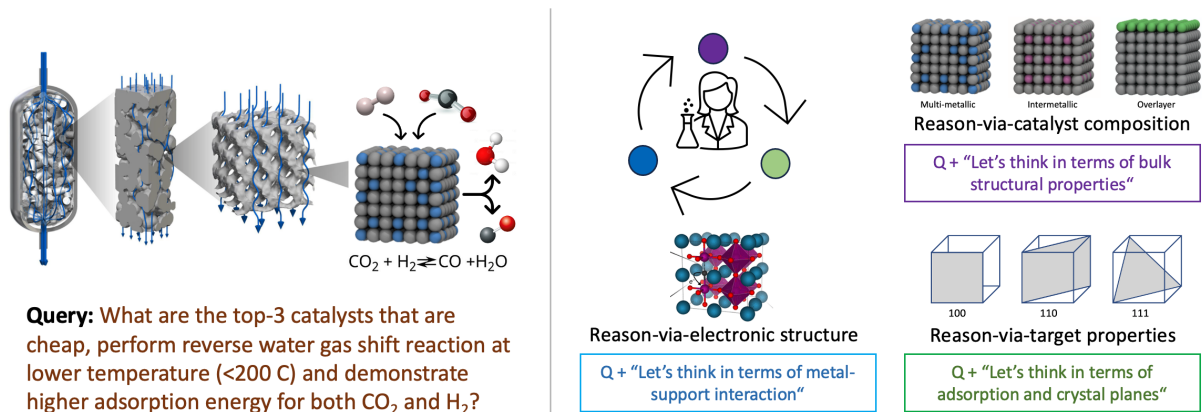 CO₂ + H₂⇌CO +H₂O
Query: What are the top-3 catalysts that are
cheap, perform reverse water gas shift reaction at
lower temperature (<200 C) and demonstrate
higher adsorption energy for both CO₂ and H₂?
Multi-metallic
Intermetallic
Overlayer
Reason-via-catalyst composition
Q + “Let’s think in terms of bulk
structural properties“
Reason-via-electronic structure
Q + “Let’s think in terms of metal-
support interaction“
100
110
111
Reason-via-target properties
Q + “Let’s think in terms of
adsorption and crystal planes“